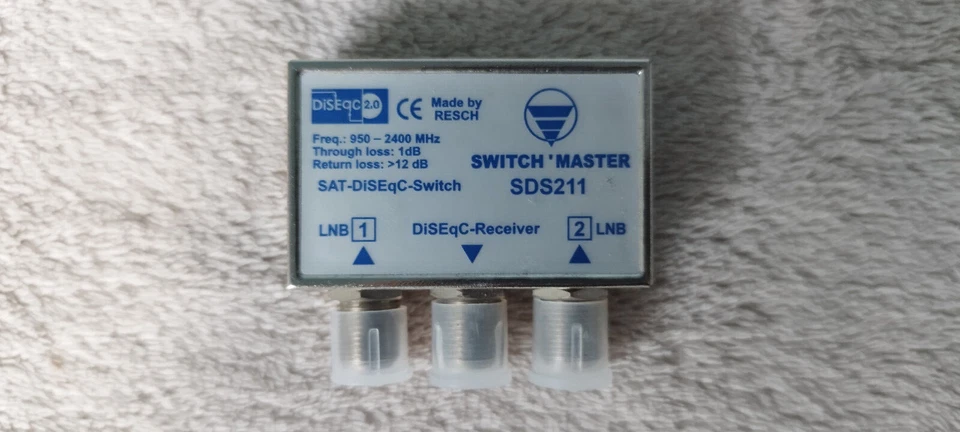 DiSEqC 2.0
CE Made by
RESCH
Freq.: 950 – 2400 MHz
Through loss: 1dB
Return loss: >12 dB
SAT-DiSEqC-Switch
SWITCH'MASTER
SDS211
LNB 1
DiSEqC-Receiver
2 LNB